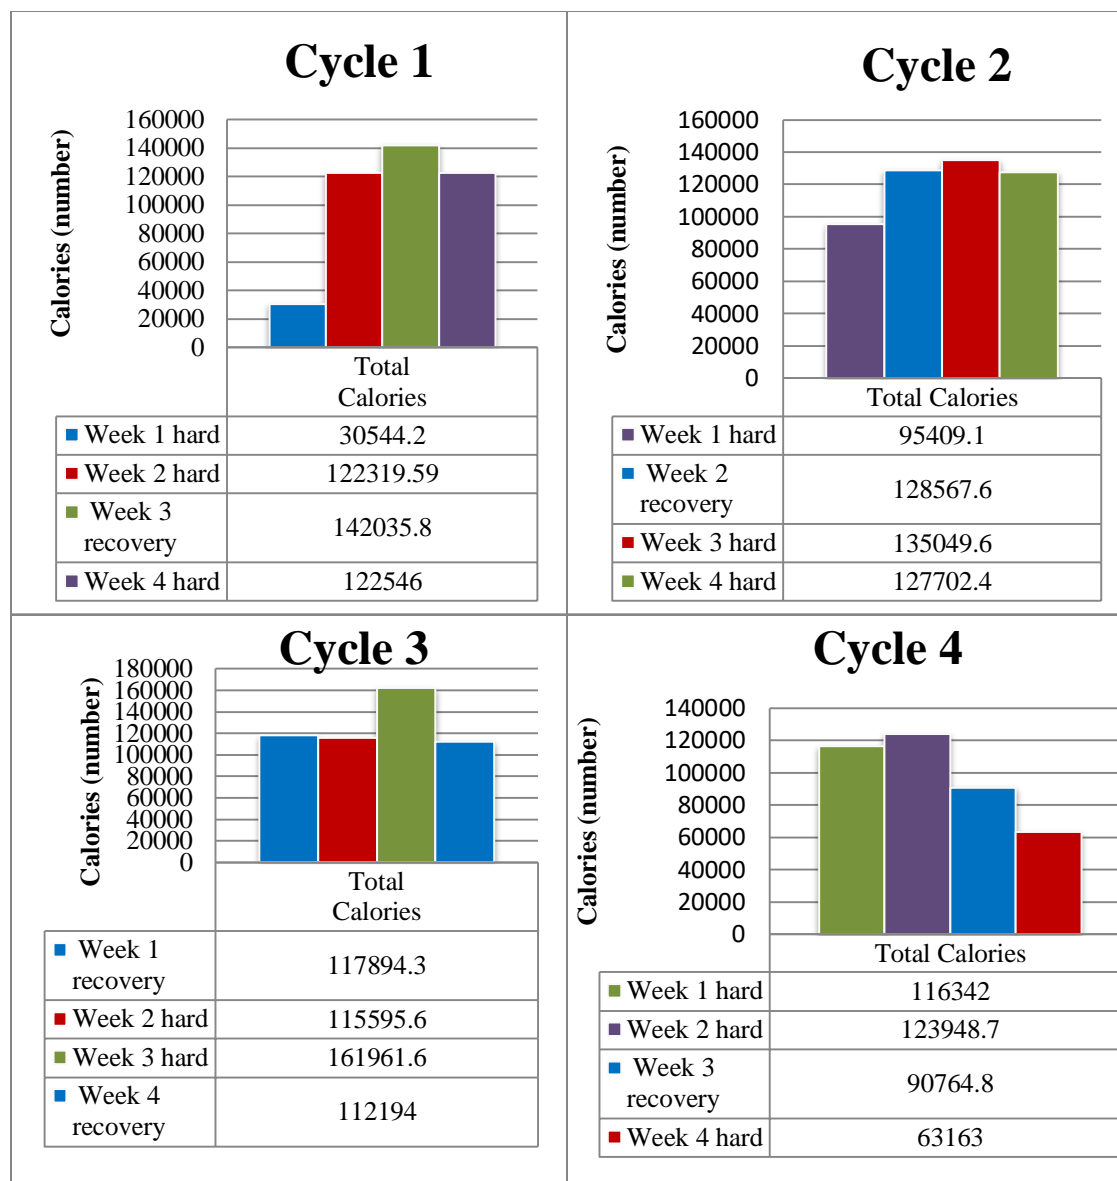 Cycle 1
Calories (number)
160000
140000
120000
100000
80000
60000
40000
20000
0
Total
Calories
Week 1 hard 30544.2
Week 2 hard 122319.59
Week 3
recovery 142035.8
Week 4 hard 122546
Cycle 2
Calories (number)
160000
140000
120000
100000
80000
60000
40000
20000
0
Total Calories
Week 1 hard 95409.1
Week 2
recovery 128567.6
Week 3 hard 135049.6
Week 4 hard 127702.4
Cycle 3
Calories (number)
180000
160000
140000
120000
100000
80000
60000
40000
20000
0
Total
Calories
Week 1
recovery 117894.3
Week 2 hard 115595.6
Week 3 hard 161961.6
Week 4
recovery 112194
Cycle 4
Calories (number)
140000
120000
100000
80000
60000
40000
20000
0
Total Calories
Week 1 hard 116342
Week 2 hard 123948.7
Week 3
recovery 90764.8
Week 4 hard 63163